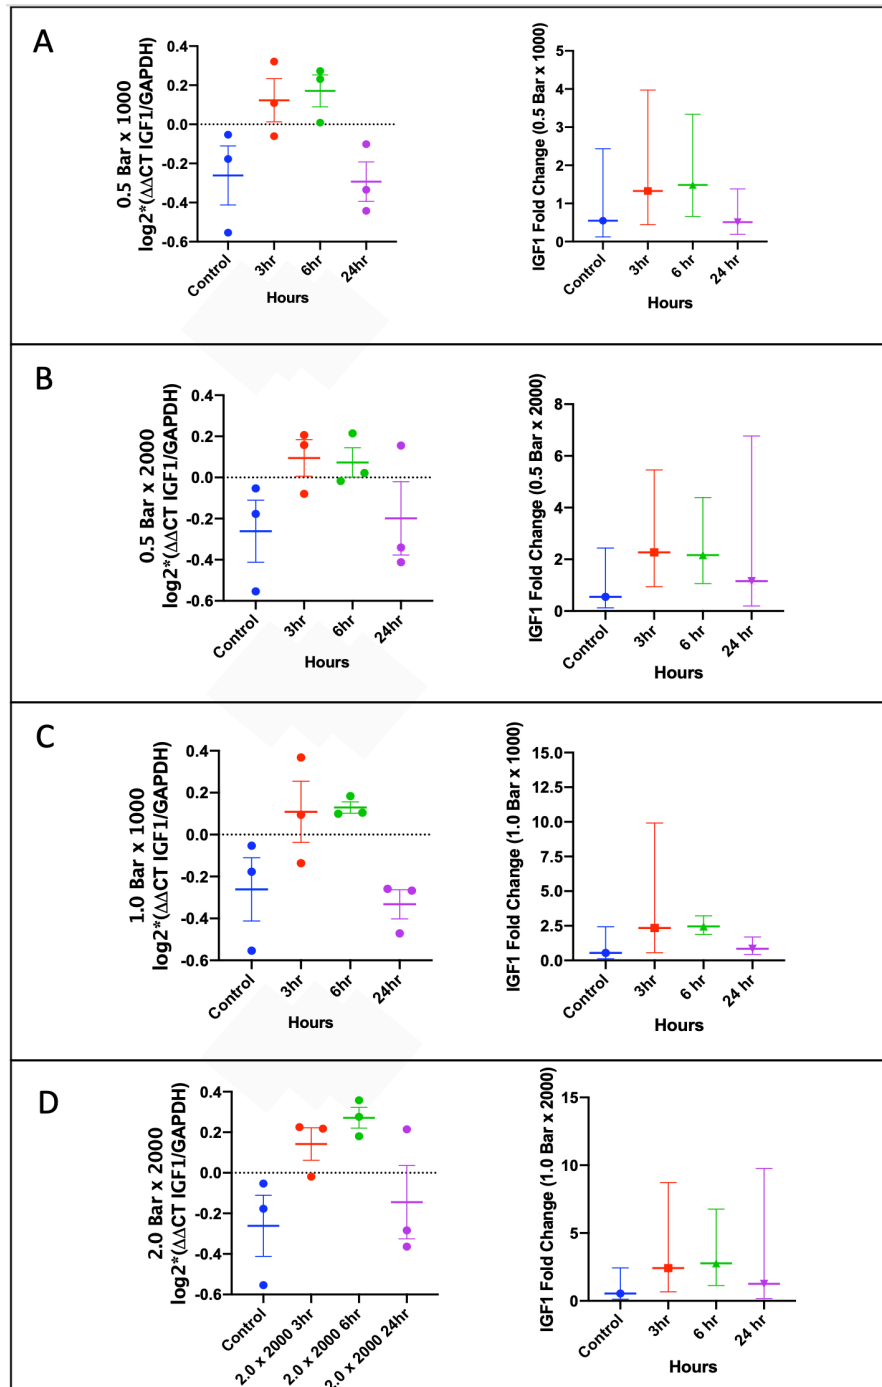 A
0.5 Bar x 1000
log2*(ΔΔCT IGF1/GAPDH)
0.4
0.2
0.0
-0.2
-0.4
-0.6
Control
3hr
6hr
24hr
Hours
IGF1 Fold Change (0.5 Bar x 1000)
5
4
3
2
1
0
Control
3hr
6 hr
24 hr
Hours
B
0.5 Bar x 2000
log2*(ΔΔCT IGF1/GAPDH)
0.4
0.2
0.0
-0.2
-0.4
-0.6
Control
3hr
6hr
24hr
Hours
IGF1 Fold Change (0.5 Bar x 2000)
8
6
4
2
0
Control
3hr
6 hr
24 hr
Hours
C
1.0 Bar x 1000
log2*(ΔΔCT IGF1/GAPDH)
0.4
0.2
0.0
-0.2
-0.4
-0.6
Control
3hr
6hr
24hr
Hours
IGF1 Fold Change (1.0 Bar x 1000)
15.0
12.5
10.0
7.5
5.0
2.5
0.0
Control
3hr
6 hr
24 hr
Hours
D
2.0 Bar x 2000
log2*(ΔΔCT IGF1/GAPDH)
0.4
0.2
0.0
-0.2
-0.4
-0.6
Control
2.0 x 2000 3hr
2.0 x 2000 6hr
2.0 x 2000 24hr
IGF1 Fold Change (1.0 Bar x 2000)
15
10
5
0
Control
3hr
6 hr
24 hr
Hours